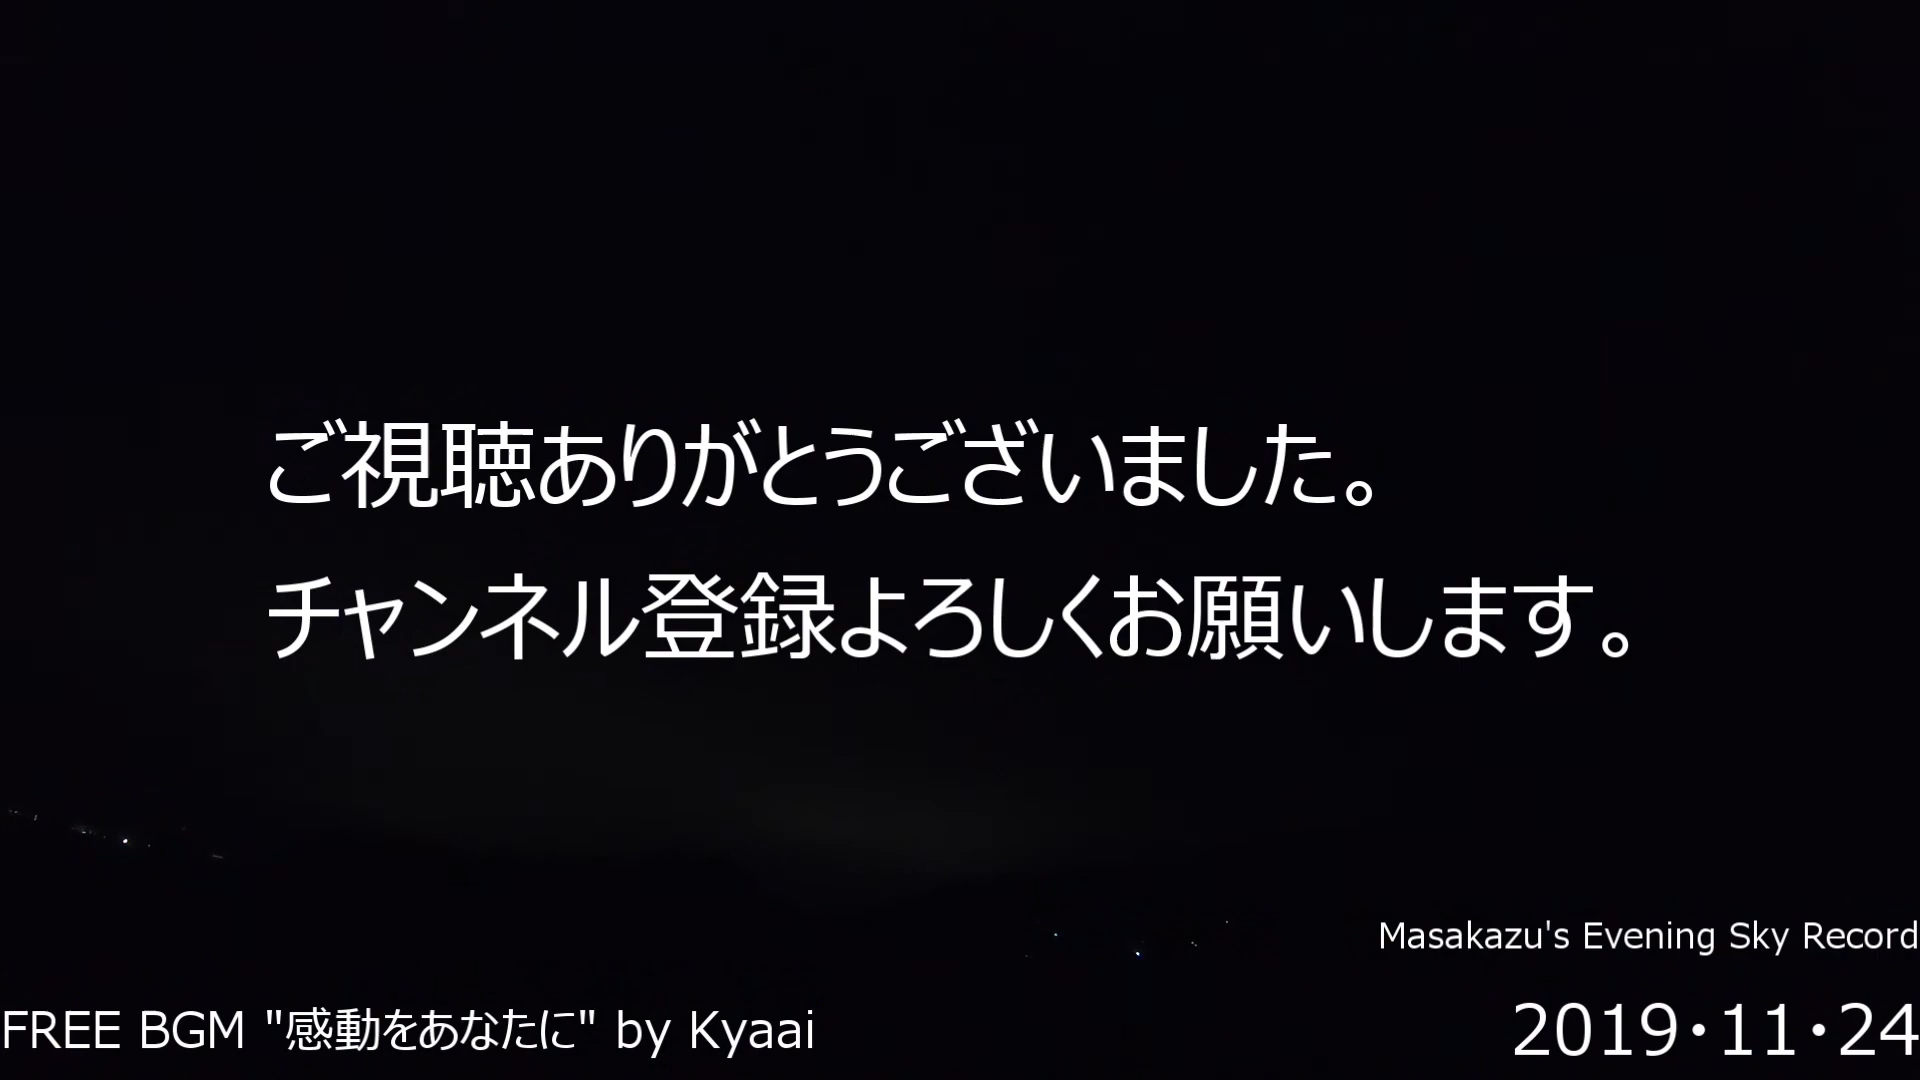 ご視聴ありがとうございました。
チャンネル登録よろしくお願いします。
Masakazu's Evening Sky Record
FREE BGM "感動をあなたに" by Kyaai
2019・11・24